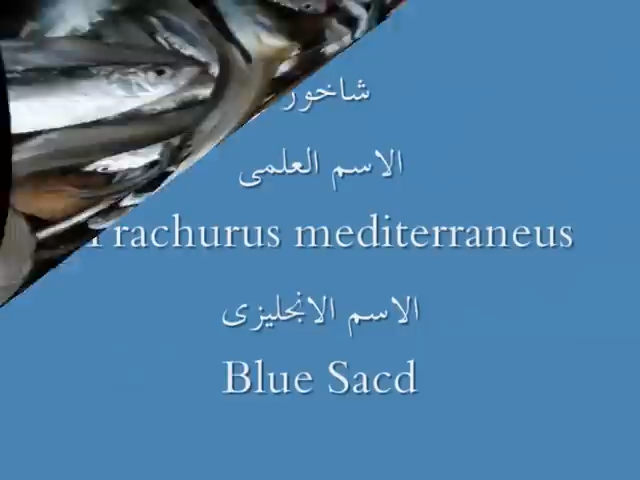 شاخور
الاسم العلمى
Trachurus mediterraneus
الاسم الانجليزى
Blue Sacd